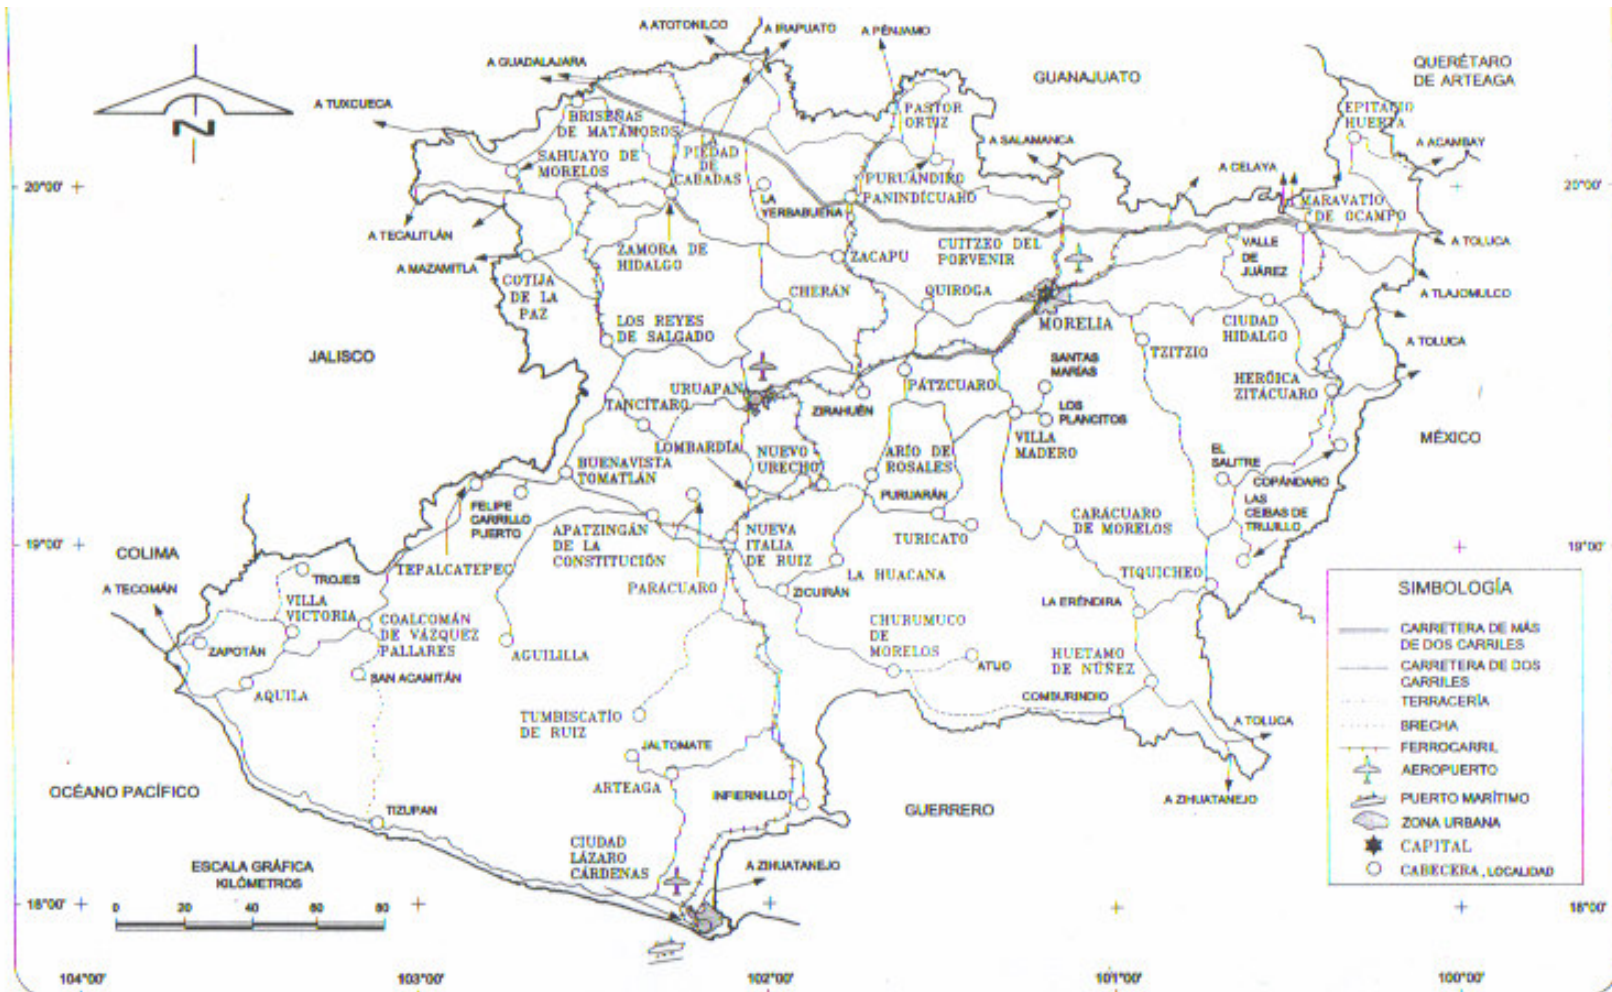 A ATOTONILCO
A IRAPUATO
A PÉNJAMO
A GUADALAJARA
GUANAJUATO
QUERÉTARO
DE ARTEAGA
A TUXCUECA
BRISEÑAS
DE MATAMOROS
PASTOR
ORTIZ
EPITACIO
HUERTA
A SALAMANCA
A ACAMBAY
SAHUAYO DE
MORELOS
LA
PIEDAD
DE
CABADAS
PURUÁNDIRO
A CELAYA
20°00'
20°00'
LA
YERBABUENA
PANINDÍCUARO
MARAVATÍO
DE OCAMPO
A TECALITLÁN
ZAMORA DE
HIDALGO
ZACAPU
CUITZEO DEL
PORVENIR
VALLE
DE
JUÁREZ
A TOLUCA
A MAZAMITLA
COTIJA
DE LA
PAZ
CHERÁN
QUIROGA
A TLAJOMULCO
LOS REYES
DE SALGADO
MORELIA
CIUDAD
HIDALGO
N
JALISCO
TZITZIO
A TOLUCA
SANTAS
MARÍAS
URUAPAN
PÁTZCUARO
HERÓICA
ZITÁCUARO
TANCÍTARO
ZIRAHUÉN
LOS
PLANCITOS
LOMBARDÍA
NUEVO
URECHO
ARÍO DE
ROSALES
VILLA
MADERO
MÉXICO
BUENAVISTA
TOMATLÁN
EL
SALITRE
COPÁNDARO
FELIPE
CARRILLO
PUERTO
PURUARÁN
LAS
CEIBAS DE
TRUJILLO
APATZINGÁN
DE LA
CONSTITUCIÓN
NUEVA
ITALIA
DE RUIZ
TURICATO
CARÁCUARO
DE MORELOS
19°00'
19°00'
COLIMA
TEPALCATEPEC
PARÁCUARO
LA HUACANA
TIQUICHEO
A TECOMÁN
TROJES
ZICUIRÁN
LA ERÉNDIRA
VILLA
VICTORIA
COALCOMÁN
DE VÁZQUEZ
PALLARES
CHURUMUCO
DE
MORELOS
ZAPOTÁN
AGUILILLA
ATIJO
HUETAMO
DE NÚÑEZ
AQUILA
SAN ACAMITÁN
COMBURINDIO
TUMBISCATÍO
DE RUIZ
A TOLUCA
JALTOMATE
ARTEAGA
INFIERNILLO
OCÉANO PACÍFICO
GUERRERO
A ZIHUATANEJO
TIZUPAN
CIUDAD
LÁZARO
CÁRDENAS
A ZIHUATANEJO
ESCALA GRÁFICA
KILÓMETROS
0 20 40 60 80
18°00'
18°00'
104°00' 103°00' 102°00' 101°00' 100°00'
SIMBOLOGÍA
CARRETERA DE MÁS
DE DOS CARRILES
CARRETERA DE DOS
CARRILES
TERRACERÍA
BRECHA
FERROCARRIL
AEROPUERTO
PUERTO MARÍTIMO
ZONA URBANA
CAPITAL
CABECERA, LOCALIDAD